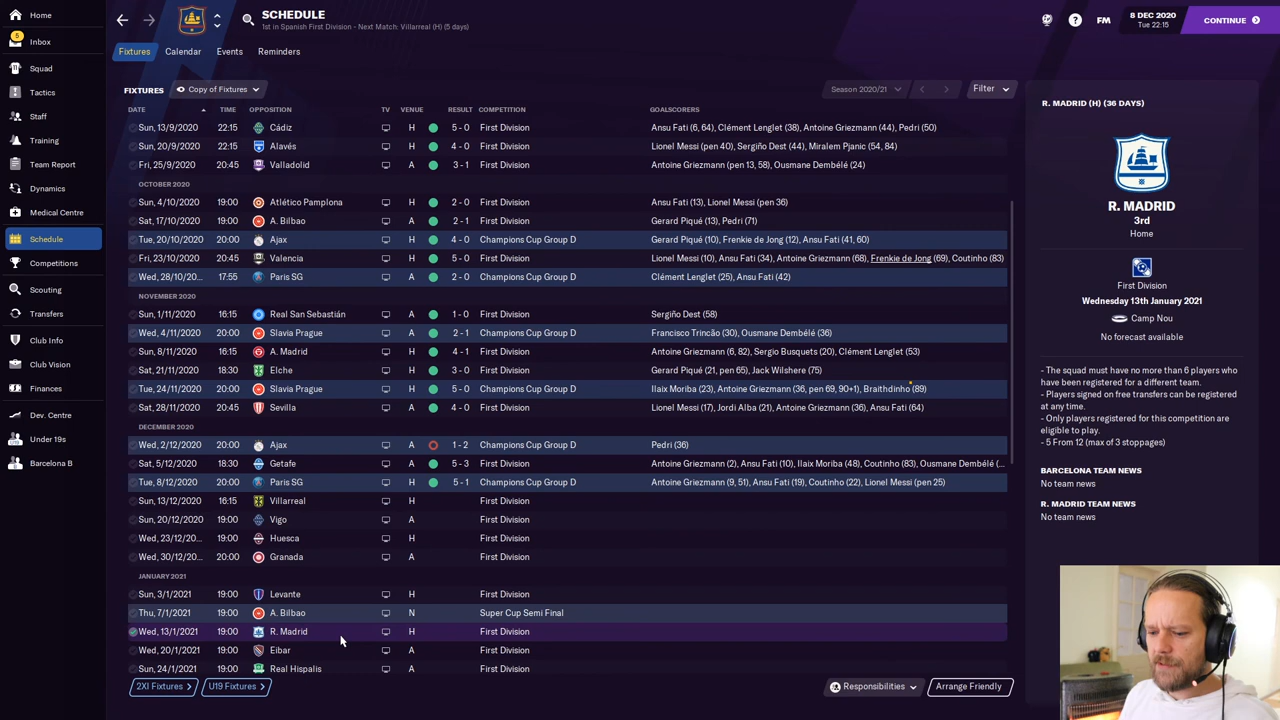 Home
5
Inbox
Squad
Tactics
Staff
Training
Team Report
Dynamics
Medical Centre
Schedule
Competitions
Scouting
Transfers
Club Info
Club Vision
Finances
Dev. Centre
Under 19s
Barcelona B
SCHEDULE
1st in Spanish First Division - Next Match: Villarreal (H) (5 days)
? FM 8 DEC 2020 Tue 22:15 CONTINUE
Fixtures Calendar Events Reminders
FIXTURES Copy of Fixtures Season 2020/21 Filter
DATE TIME OPPOSITION TV VENUE RESULT COMPETITION GOALSCORERS
Sun, 13/9/2020 22:15 Cádiz H 5 - 0 First Division Ansu Fati (6, 64), Clément Lenglet (38), Antoine Griezmann (44), Pedri (50)
Sun, 20/9/2020 22:15 Alavés H 4 - 0 First Division Lionel Messi (pen 40), Sergiño Dest (44), Miralem Pjanic (54, 84)
Fri, 25/9/2020 20:45 Valladolid H 3 - 1 First Division Antoine Griezmann (pen 13, 58), Ousmane Dembélé (24)
OCTOBER 2020
Sun, 4/10/2020 19:00 Atlético Pamplona H 2 - 0 First Division Ansu Fati (13), Lionel Messi (pen 36)
Sat, 17/10/2020 20:45 A. Bilbao H 2 - 1 First Division Gerard Piqué (13), Pedri (71)
Tue, 20/10/2020 20:00 Ajax H 4 - 0 Champions Cup Group D Gerard Piqué (10), Frenkie de Jong (12), Ansu Fati (41, 60)
Fri, 23/10/2020 20:45 Valencia H 5 - 0 First Division Lionel Messi (10), Ansu Fati (34), Antoine Griezmann (68), Frenkie de Jong (69), Coutinho (83)
Wed, 28/10/20... 17:55 Paris SG A 2 - 0 Champions Cup Group D Clément Lenglet (25), Ansu Fati (42)
NOVEMBER 2020
Sun, 1/11/2020 16:15 Real San Sebastián A 1 - 0 First Division Sergiño Dest (58)
Wed, 4/11/2020 20:00 Slavia Prague A 2 - 1 Champions Cup Group D Francisco Trincão (30), Ousmane Dembélé (36)
Sun, 8/11/2020 16:15 A. Madrid H 4 - 1 First Division Antoine Griezmann (6, 82), Sergio Busquets (20), Clément Lenglet (53)
Sat, 21/11/2020 18:30 Elche H 3 - 0 First Division Gerard Piqué (21, pen 65), Jack Wilshere (75)
Tue, 24/11/2020 20:00 Slavia Prague H 5 - 0 Champions Cup Group D Ilaix Moriba (23), Antoine Griezmann (36, pen 69, 90+1), Braithdinho (89)
Sat, 28/11/2020 20:45 Sevilla H 4 - 0 First Division Lionel Messi (17), Jordi Alba (21), Antoine Griezmann (36), Ansu Fati (64)
DECEMBER 2020
Wed, 2/12/2020 20:00 Ajax A 1 - 2 Champions Cup Group D Pedri (36)
Sat, 5/12/2020 18:30 Getafe A 5 - 3 First Division Antoine Griezmann (2), Ansu Fati (10), Ilaix Moriba (48), Coutinho (83), Ousmane Dembélé (...
Tue, 8/12/2020 20:00 Paris SG H 5 - 1 Champions Cup Group D Antoine Griezmann (9, 51), Ansu Fati (19), Coutinho (22), Lionel Messi (pen 25)
Sun, 13/12/2020 16:15 Villarreal H First Division
Sun, 20/12/2020 19:00 Vigo A First Division
Wed, 23/12/20... 19:00 Huesca H First Division
Wed, 30/12/20... 20:00 Granada A First Division
JANUARY 2021
Sun, 3/1/2021 19:00 Levante H First Division
Thu, 7/1/2021 19:00 A. Bilbao N Super Cup Semi Final
Wed, 13/1/2021 19:00 R. Madrid H First Division
Wed, 20/1/2021 19:00 Eibar A First Division
Sun, 24/1/2021 19:00 Real Hispalis H First Division
2XI Fixtures U19 Fixtures Responsibilities Arrange Friendly
R. MADRID (H) (36 DAYS)
R. MADRID
3rd
Home
First Division
Wednesday 13th January 2021
Camp Nou
No forecast available
- The squad must have no more than 6 players who
have been registered for a different team.
- Players signed on free transfers can be registered
at any time.
- Only players registered for this competition are
eligible to play.
- 5 From 12 (max of 3 stoppages)
BARCELONA TEAM NEWS
No team news
R. MADRID TEAM NEWS
No team news